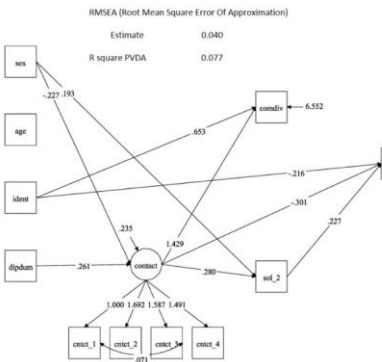 RMSEA (Root Mean Square Error Of Approximation)
Estimate 0.040
R square PVDA 0.077
sex
-.227
.193
comdiv
6.552
age
.653
ident
-.216
-.301
.235
1.429
.227
dipdum
.261
contact
.280
sol_2
1.000 1.692 1.587 1.491
cntct_1 cntct_2 cntct_3 cntct_4
.071